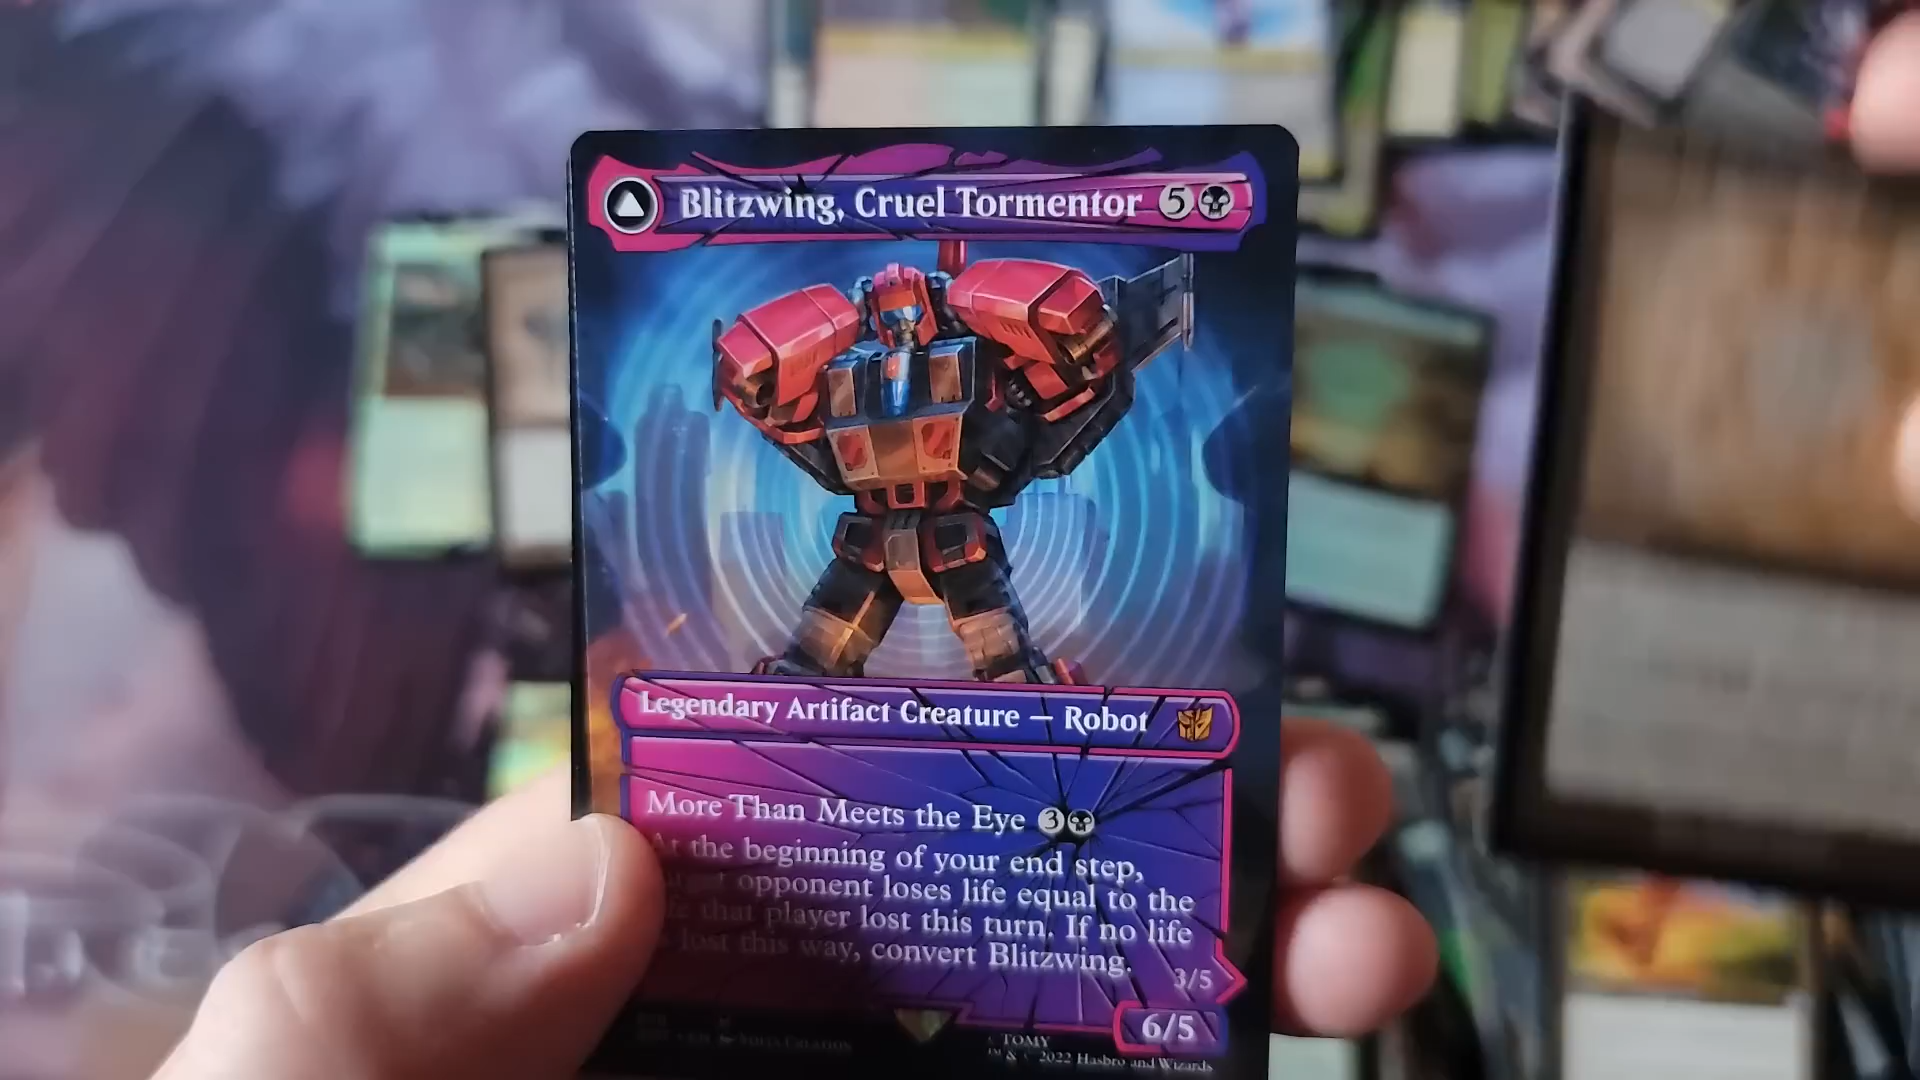 Blitzwing, Cruel Tormentor 5
Legendary Artifact Creature — Robot
More Than Meets the Eye 3
At the beginning of your end step,
opponent loses life equal to the
that player lost this turn. If no life
lost this way, convert Blitzwing.
3/5
6/5
TOMY
™ & © 2022 Hasbro and Wizards